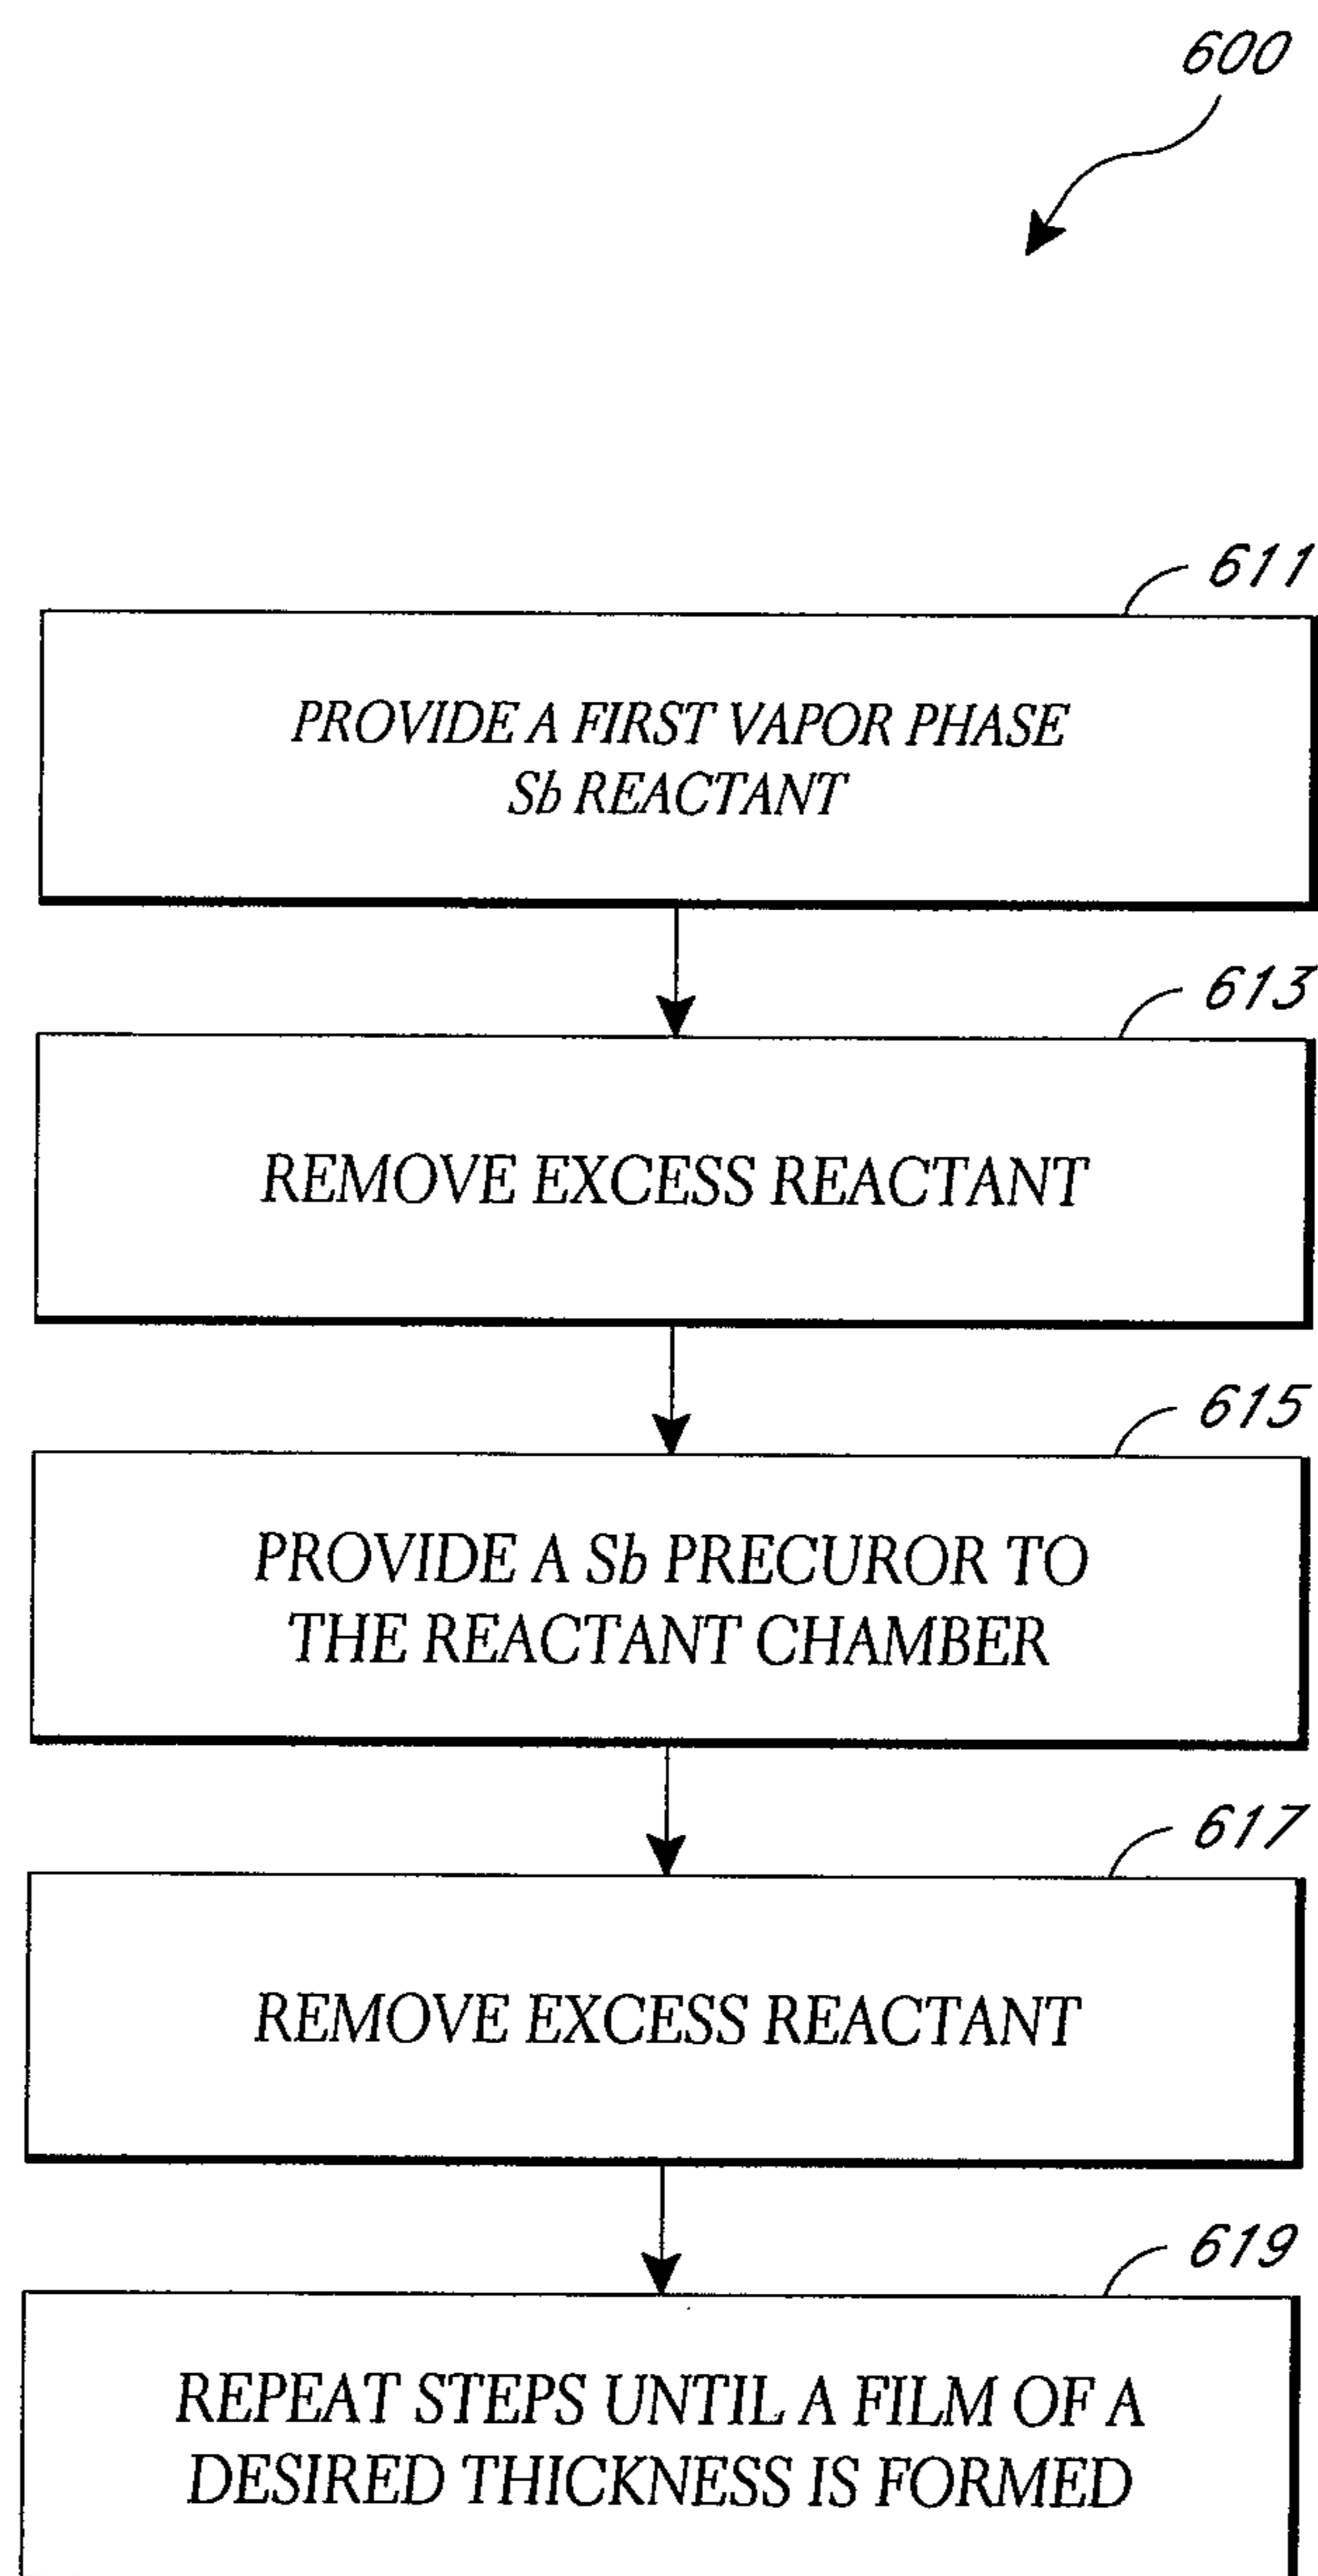 600
611
PROVIDE A FIRST VAPOR PHASE
Sb REACTANT
613
REMOVE EXCESS REACTANT
615
PROVIDE A Sb PRECUROR TO
THE REACTANT CHAMBER
617
REMOVE EXCESS REACTANT
619
REPEAT STEPS UNTIL A FILM OF A
DESIRED THICKNESS IS FORMED